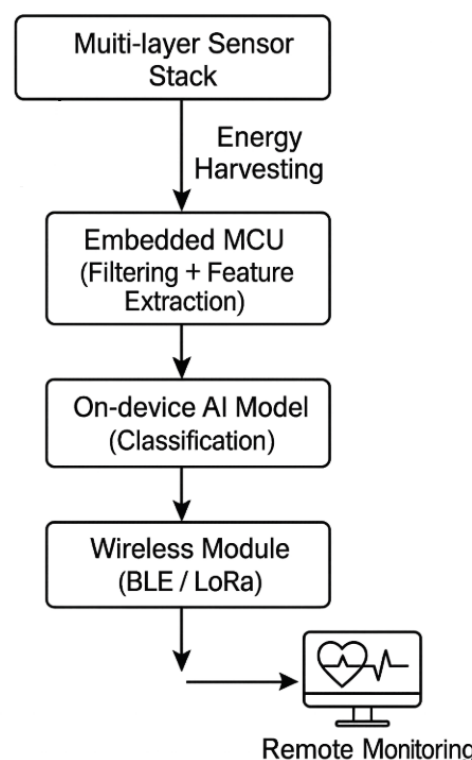 Muiti-layer Sensor
Stack
Energy
Harvesting
Embedded MCU
(Filtering + Feature
Extraction)
On-device AI Model
(Classification)
Wireless Module
(BLE / LoRa)
Remote Monitoring